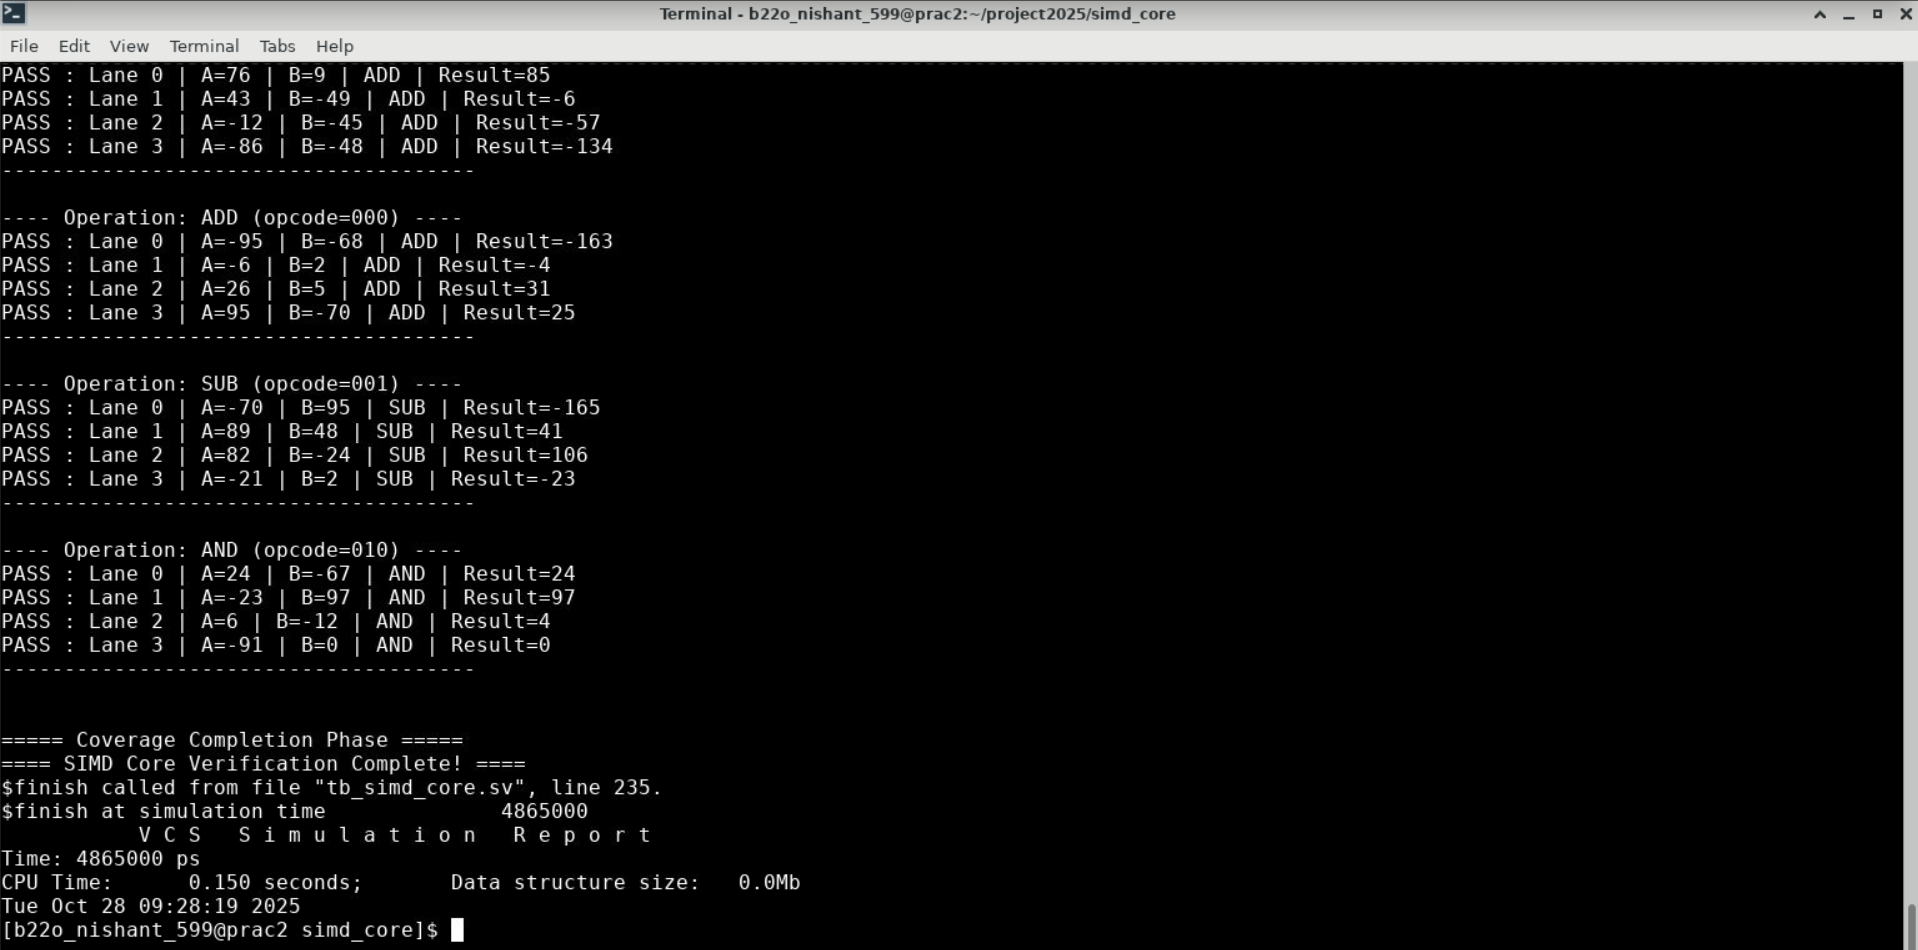 Terminal - b22o_nishant_599@prac2:~/project2025/simd_core
File Edit View Terminal Tabs Help
PASS : Lane 0 | A=76 | B=9 | ADD | Result=85
PASS : Lane 1 | A=43 | B=-49 | ADD | Result=-6
PASS : Lane 2 | A=-12 | B=-45 | ADD | Result=-57
PASS : Lane 3 | A=-86 | B=-48 | ADD | Result=-134
--------------------------------------
---- Operation: ADD (opcode=000) ----
PASS : Lane 0 | A=-95 | B=-68 | ADD | Result=-163
PASS : Lane 1 | A=-6 | B=2 | ADD | Result=-4
PASS : Lane 2 | A=26 | B=5 | ADD | Result=31
PASS : Lane 3 | A=95 | B=-70 | ADD | Result=25
--------------------------------------
---- Operation: SUB (opcode=001) ----
PASS : Lane 0 | A=-70 | B=95 | SUB | Result=-165
PASS : Lane 1 | A=89 | B=48 | SUB | Result=41
PASS : Lane 2 | A=82 | B=-24 | SUB | Result=106
PASS : Lane 3 | A=-21 | B=2 | SUB | Result=-23
--------------------------------------
---- Operation: AND (opcode=010) ----
PASS : Lane 0 | A=24 | B=-67 | AND | Result=24
PASS : Lane 1 | A=-23 | B=97 | AND | Result=97
PASS : Lane 2 | A=6 | B=-12 | AND | Result=4
PASS : Lane 3 | A=-91 | B=0 | AND | Result=0
--------------------------------------
===== Coverage Completion Phase =====
==== SIMD Core Verification Complete! ====
$finish called from file "tb_simd_core.sv", line 235.
$finish at simulation time              4865000
           V C S   S i m u l a t i o n   R e p o r t
Time: 4865000 ps
CPU Time:      0.150 seconds;       Data structure size:   0.0Mb
Tue Oct 28 09:28:19 2025
[b22o_nishant_599@prac2 simd_core]$